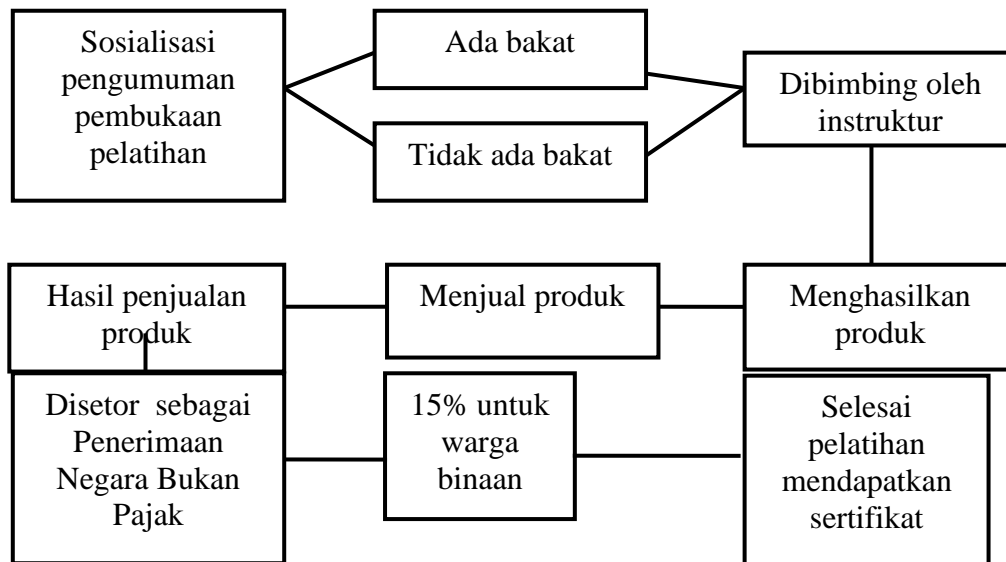 Sosialisasi
pengumuman
pembukaan
pelatihan
Ada bakat
Tidak ada bakat
Dibimbing oleh
instruktur
Hasil penjualan
produk
Menjual produk
Menghasilkan
produk
Disetor sebagai
Penerimaan
Negara Bukan
Pajak
15% untuk
warga
binaan
Selesai
pelatihan
mendapatkan
sertifikat